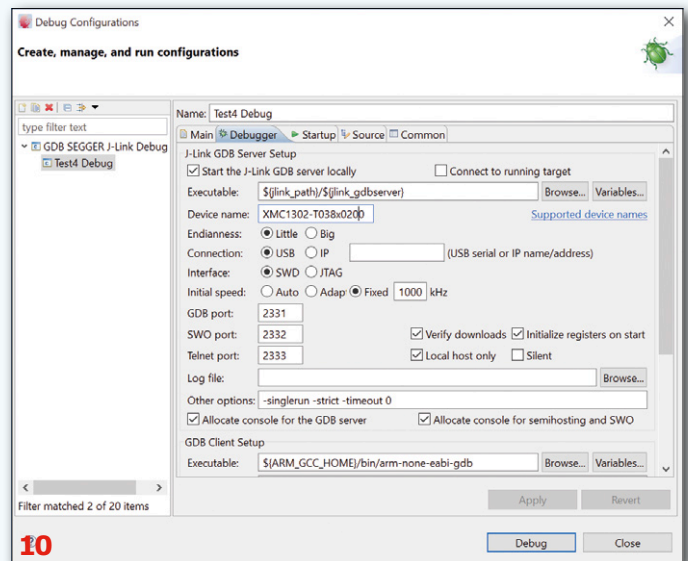 Debug Configurations
Create, manage, and run configurations
Name: Test4 Debug
type filter text
GDB SEGGER J-Link Debug
Test4 Debug
Main Debugger Startup Source Common
J-Link GDB Server Setup
Start the J-Link GDB server locally Connect to running target
Executable: ${jlink_path}/${jlink_gdbserver} Browse... Variables...
Device name: XMC1302-T038x0200 Supported device names
Endianness: Little Big
Connection: USB IP (USB serial or IP name/address)
Interface: SWD JTAG
Initial speed: Auto Adap Fixed 1000 kHz
GDB port: 2331
SWO port: 2332 Verify downloads Initialize registers on start
Telnet port: 2333 Local host only Silent
Log file: Browse...
Other options: -singlerun -strict -timeout 0
Allocate console for the GDB server Allocate console for semihosting and SWO
GDB Client Setup
Executable: ${ARM_GCC_HOME}/bin/arm-none-eabi-gdb Browse... Variables...
Filter matched 2 of 20 items
Apply Revert
10
Debug Close